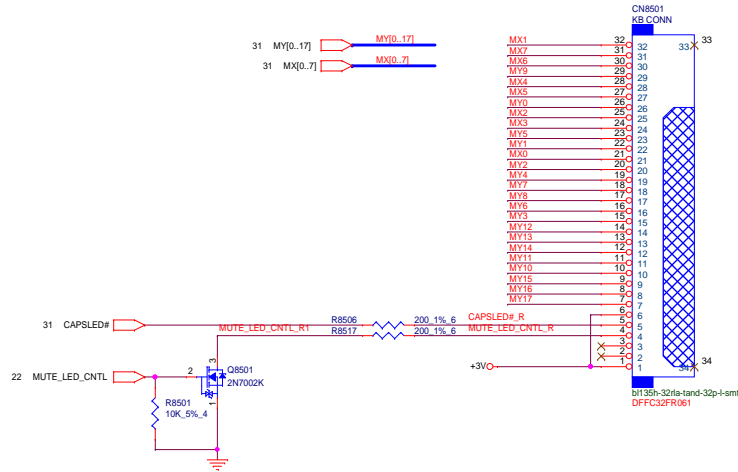 CN8501
KB CONN
31 MY[0..17] MY[0..17]
31 MX[0..7] MX[0..7]
33 33
MX1 32 32
MX7 31 31
MX6 30 30
MY9 29 29
MX4 28 28
MX5 27 27
MY0 26 26
MX2 25 25
MX3 24 24
MY5 23 23
MY1 22 22
MX0 21 21
MY2 20 20
MY4 19 19
MY7 18 18
MY8 17 17
MY6 16 16
MY3 15 15
MY12 14 14
MY13 13 13
MY14 12 12
MY11 11 11
MY10 10 10
MY15 9 9
MY16 8 8
MY17 7 7
6 6
31 CAPSLED# R8506 200_1%_6 CAPSLED#_R 5 5
MUTE_LED_CNTL_R1 R8517 200_1%_6 MUTE_LED_CNTL_R 4 4
3 3
2 2
+3V 1 1
34 34
22 MUTE_LED_CNTL 2 3 1
Q8501
2N7002K
R8501
10K_5%_4
bl135h-32rla-tand-32p-l-smt
DFFC32FR061